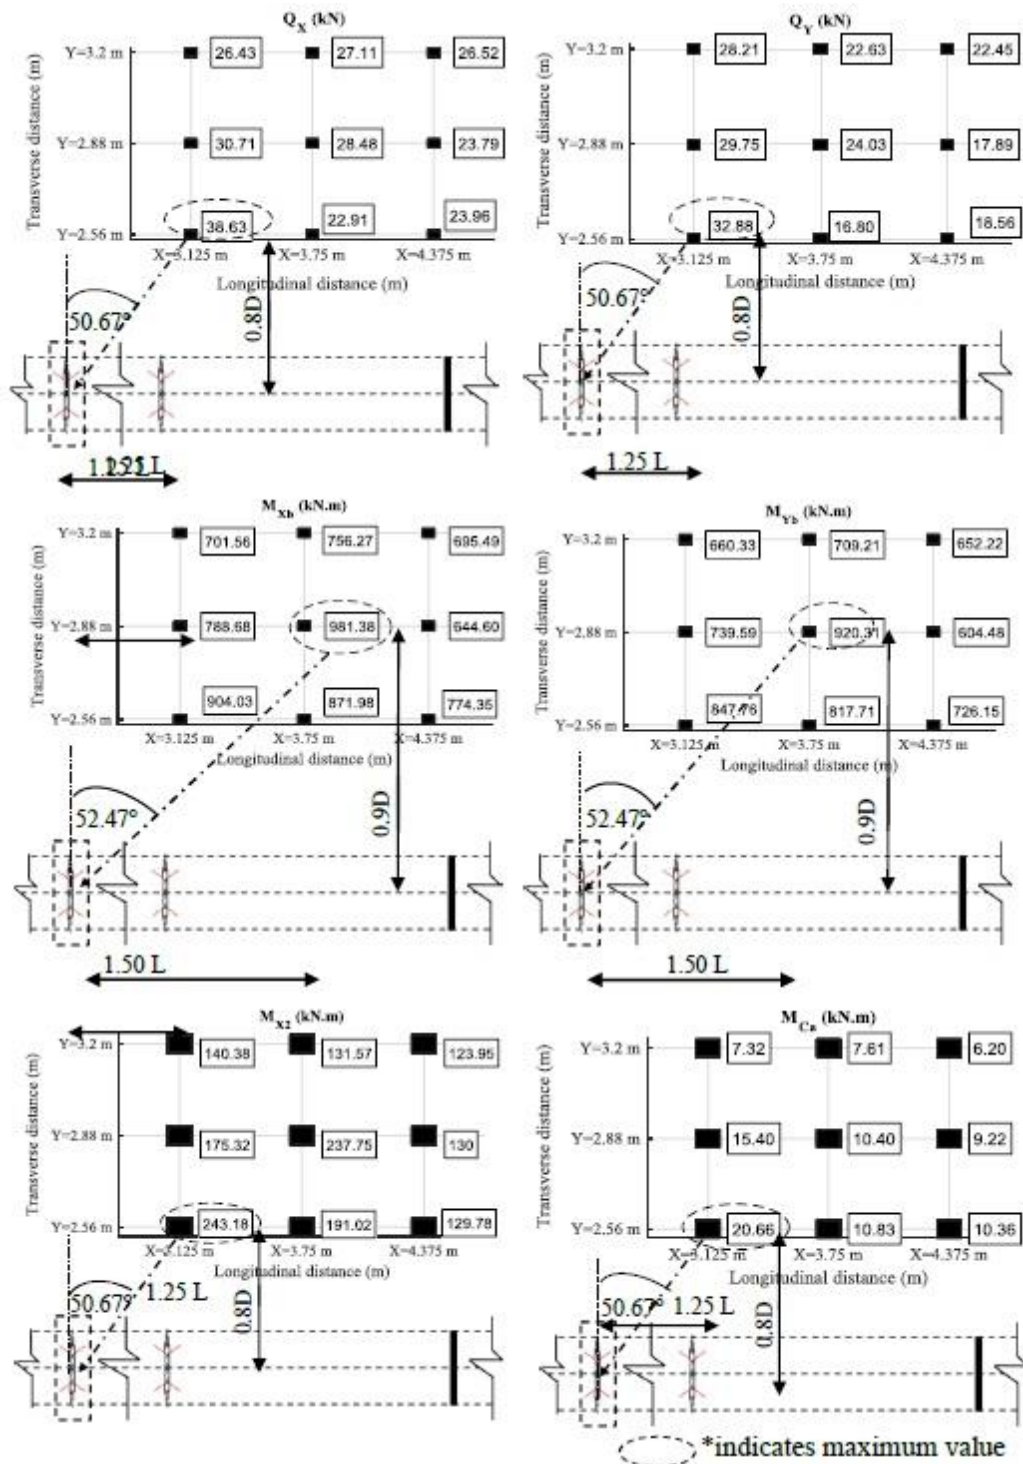 Q_X (kN)
Transverse distance (m)
Y=3.2 m 26.43 27.11 26.52
Y=2.88 m 30.71 28.48 23.79
Y=2.56 m 38.63 22.91 23.96
X=3.125 m X=3.75 m X=4.375 m
Longitudinal distance (m)
50.67°
0.8D
1.25 L
Q_Y (kN)
Transverse distance (m)
Y=3.2 m 28.21 22.63 22.45
Y=2.88 m 29.75 24.03 17.89
Y=2.56 m 32.88 16.80 18.56
X=3.125 m X=3.75 m X=4.375 m
Longitudinal distance (m)
50.67°
0.8D
1.25 L
M_Xb (kN.m)
Transverse distance (m)
Y=3.2 m 701.56 756.27 695.49
Y=2.88 m 788.68 981.38 644.60
Y=2.56 m 904.03 871.98 774.35
X=3.125 m X=3.75 m X=4.375 m
Longitudinal distance (m)
52.47°
0.9D
1.50 L
M_Yb (kN.m)
Transverse distance (m)
Y=3.2 m 660.33 709.21 652.22
Y=2.88 m 739.59 920.31 604.48
Y=2.56 m 847.76 817.71 726.15
X=3.125 m X=3.75 m X=4.375 m
Longitudinal distance (m)
52.47°
0.9D
1.50 L
M_X2 (kN.m)
Transverse distance (m)
Y=3.2 m 140.38 131.57 123.95
Y=2.88 m 175.32 237.75 130
Y=2.56 m 243.18 191.02 129.78
X=3.125 m X=3.75 m X=4.375 m
Longitudinal distance (m)
50.67° 1.25 L
0.8D
M_Ca (kN.m)
Transverse distance (m)
Y=3.2 m 7.32 7.61 6.20
Y=2.88 m 15.40 10.40 9.22
Y=2.56 m 20.66 10.83 10.36
X=3.125 m X=3.75 m X=4.375 m
Longitudinal distance (m)
50.67° 1.25 L
0.8D
*indicates maximum value